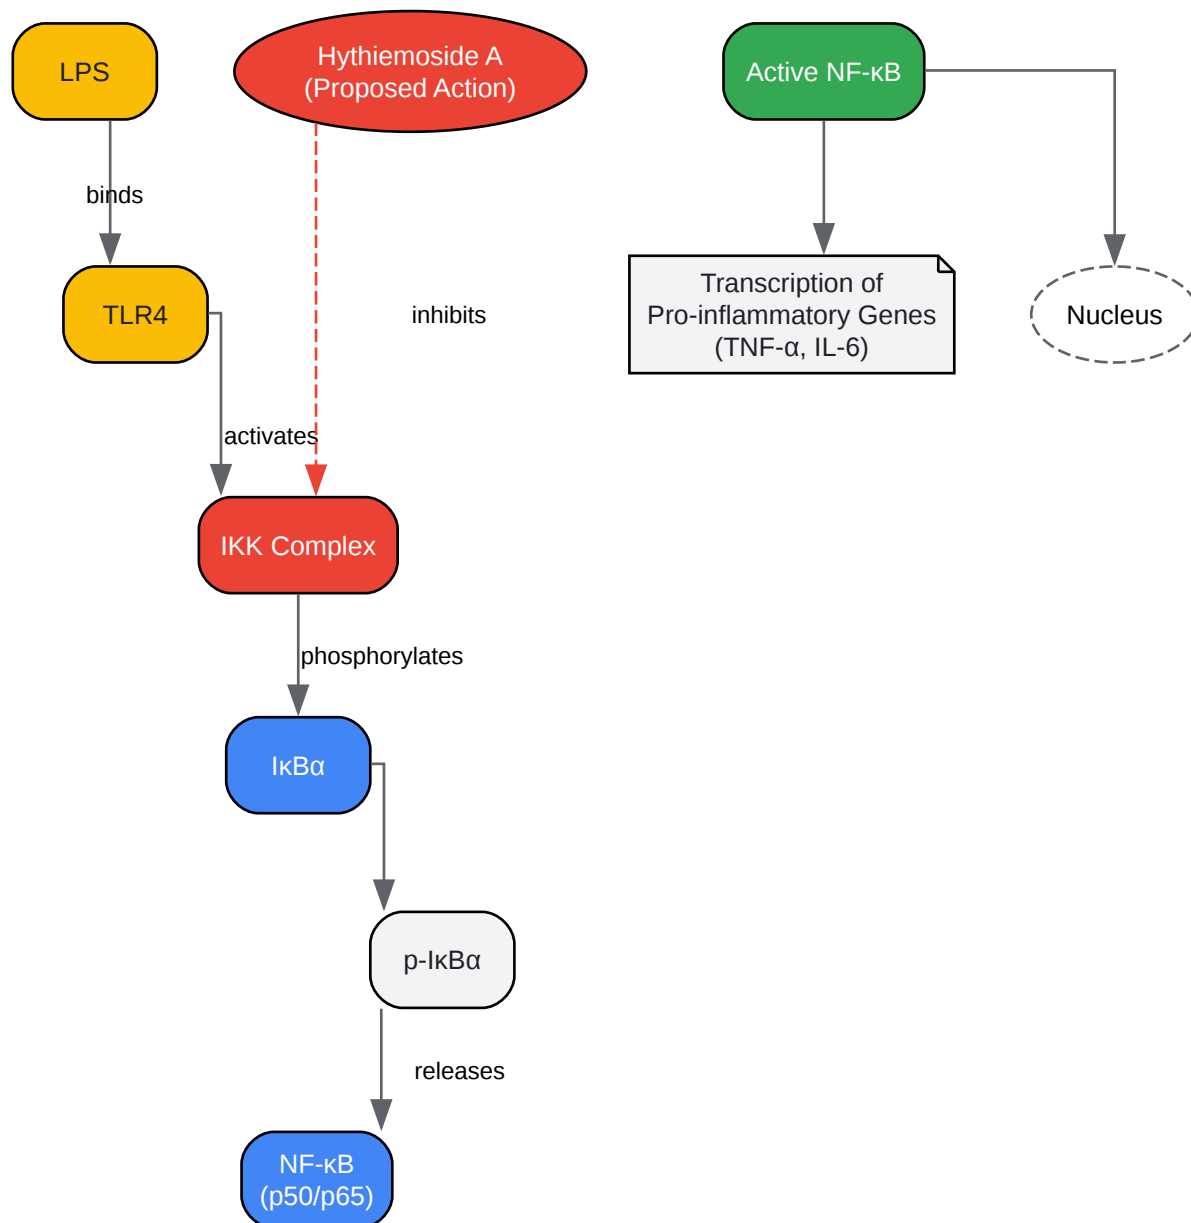 LPS
Hythiemoside A
(Proposed Action)
Active NF-κB
binds
TLR4
inhibits
Transcription of
Pro-inflammatory Genes
(TNF-α, IL-6)
Nucleus
activates
IKK Complex
phosphorylates
IκBα
p-IκBα
releases
NF-κB
(p50/p65)